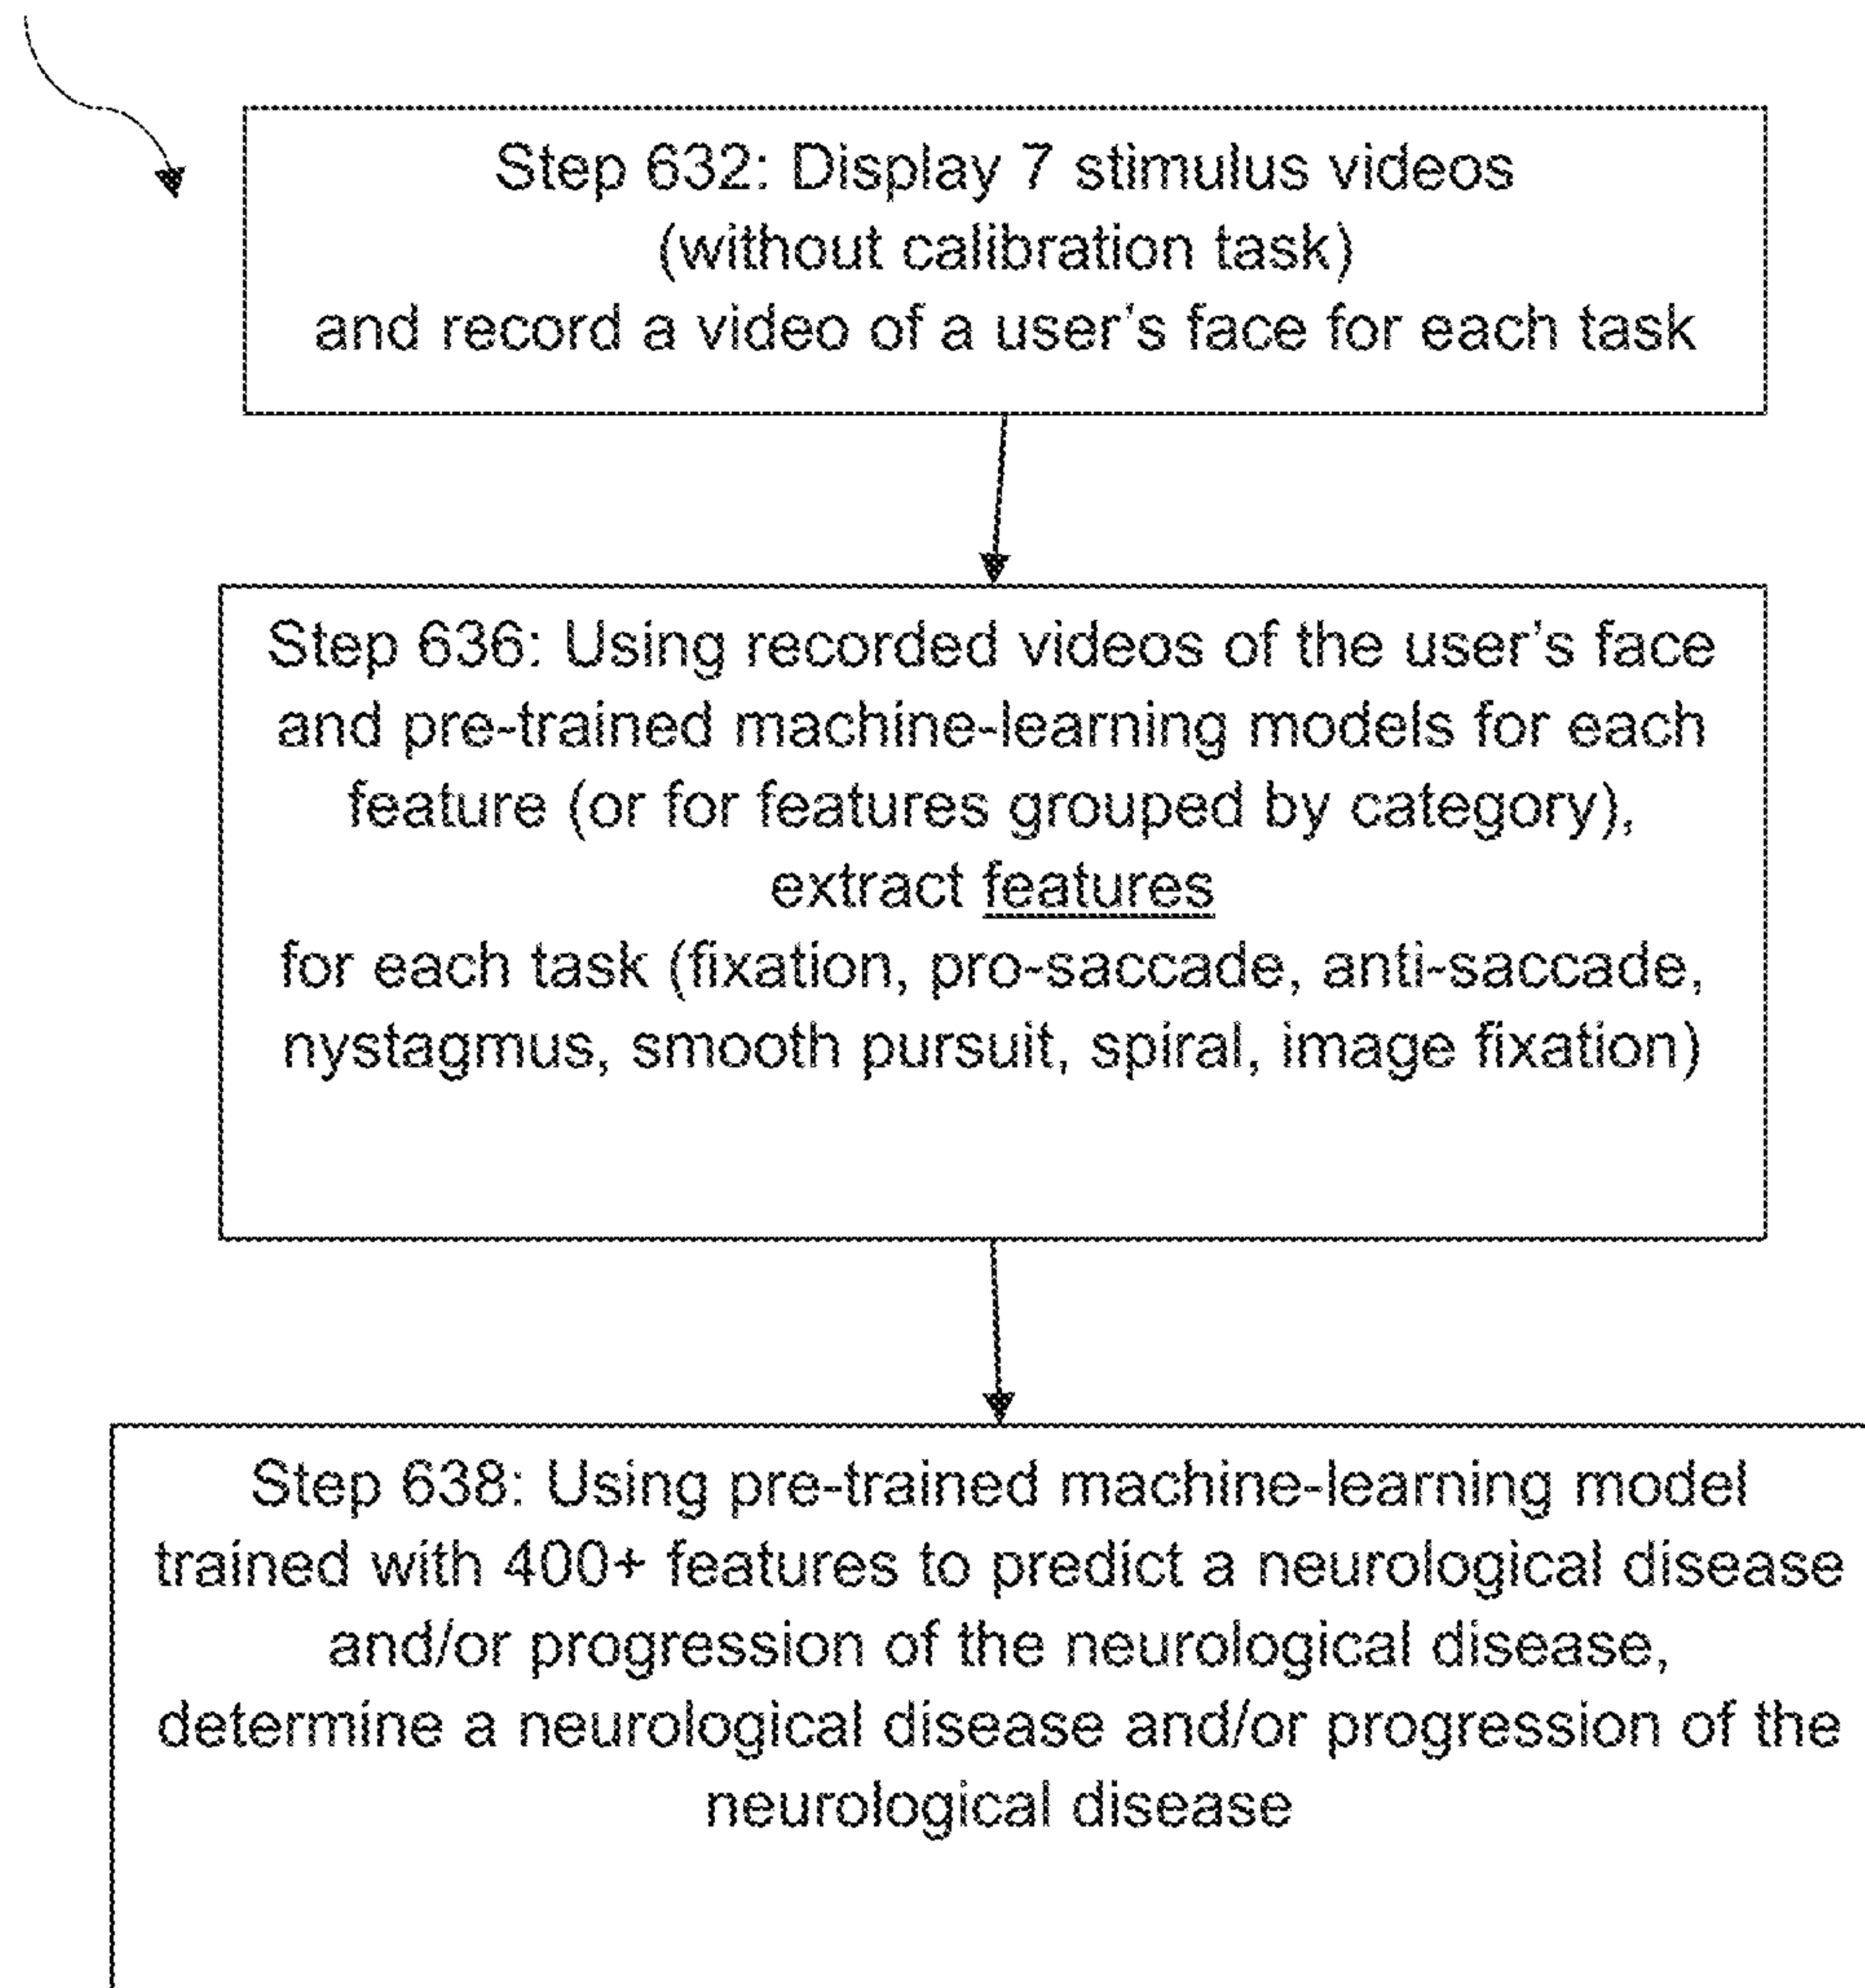 Step 632: Display 7 stimulus videos
(without calibration task)
and record a video of a user's face for each task
Step 636: Using recorded videos of the user's face
and pre-trained machine-learning models for each
feature (or for features grouped by category),
extract features
for each task (fixation, pro-saccade, anti-saccade,
nystagmus, smooth pursuit, spiral, image fixation)
Step 638: Using pre-trained machine-learning model
trained with 400+ features to predict a neurological disease
and/or progression of the neurological disease,
determine a neurological disease and/or progression of the
neurological disease